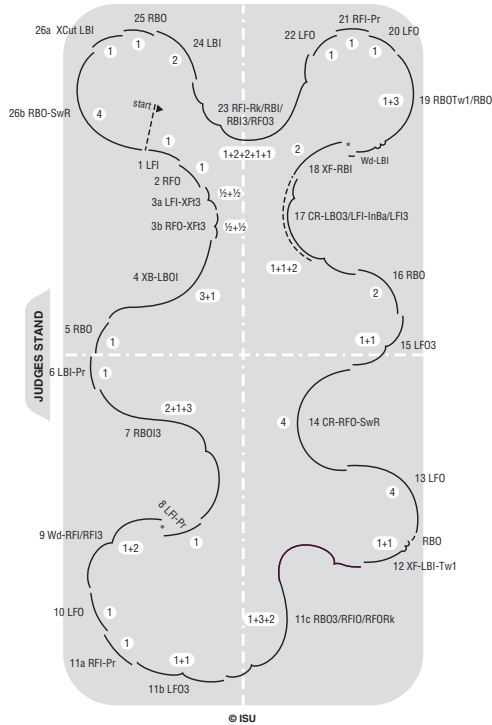 25 RBO
26a XCut LBI
24 LBI
1
1
2
26b RBO-SwR
4
start
1
1 LFI
1
2 RFO
3a LFI-XFt3
½+½
3b RFO-XFt3
½+½
4 XB-LBOI
3+1
5 RBO
1
JUDGES STAND
6 LBI-Pr
1
2+1+3
7 RBOI3
8 LFI-Pr
*
1
9 Wd-RFI/RFI3
1+2
10 LFO
1
1
11a RFI-Pr
1+1
11b LFO3
1+3+2
11c RBO3/RFIO/RFORk
12 XF-LBI-Tw1
1+1
RBO
13 LFO
4
14 CR-RFO-SwR
4
15 LFO3
1+1
16 RBO
2
1+1+2
17 CR-LBO3/LFI-InBa/LFI3
18 XF-RBI
2
*
Wd-LBI
19 RBOTw1/RBO
1+3
20 LFO
1
21 RFI-Pr
1
22 LFO
1
23 RFI-Rk/RBI/
RBI3/RFO3
1+2+2+1+1
© ISU